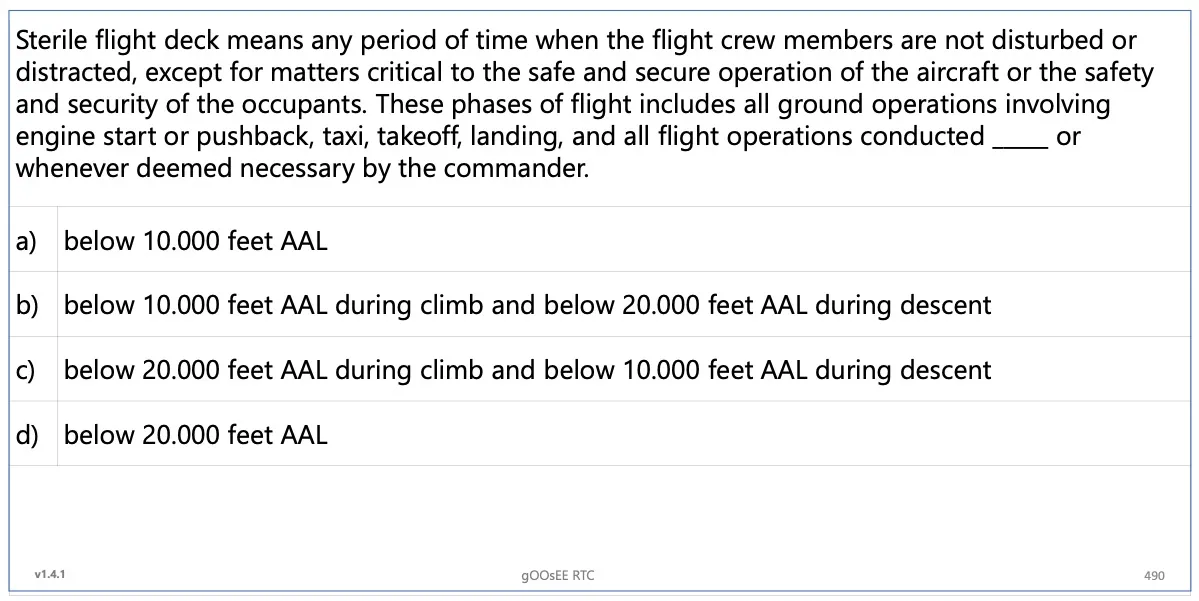 Sterile flight deck means any period of time when the flight crew members are not disturbed or
distracted, except for matters critical to the safe and secure operation of the aircraft or the safety
and security of the occupants. These phases of flight includes all ground operations involving
engine start or pushback, taxi, takeoff, landing, and all flight operations conducted _____ or
whenever deemed necessary by the commander.
a) below 10.000 feet AAL
b) below 10.000 feet AAL during climb and below 20.000 feet AAL during descent
c) below 20.000 feet AAL during climb and below 10.000 feet AAL during descent
d) below 20.000 feet AAL
v1.4.1 gOOsEE RTC 490